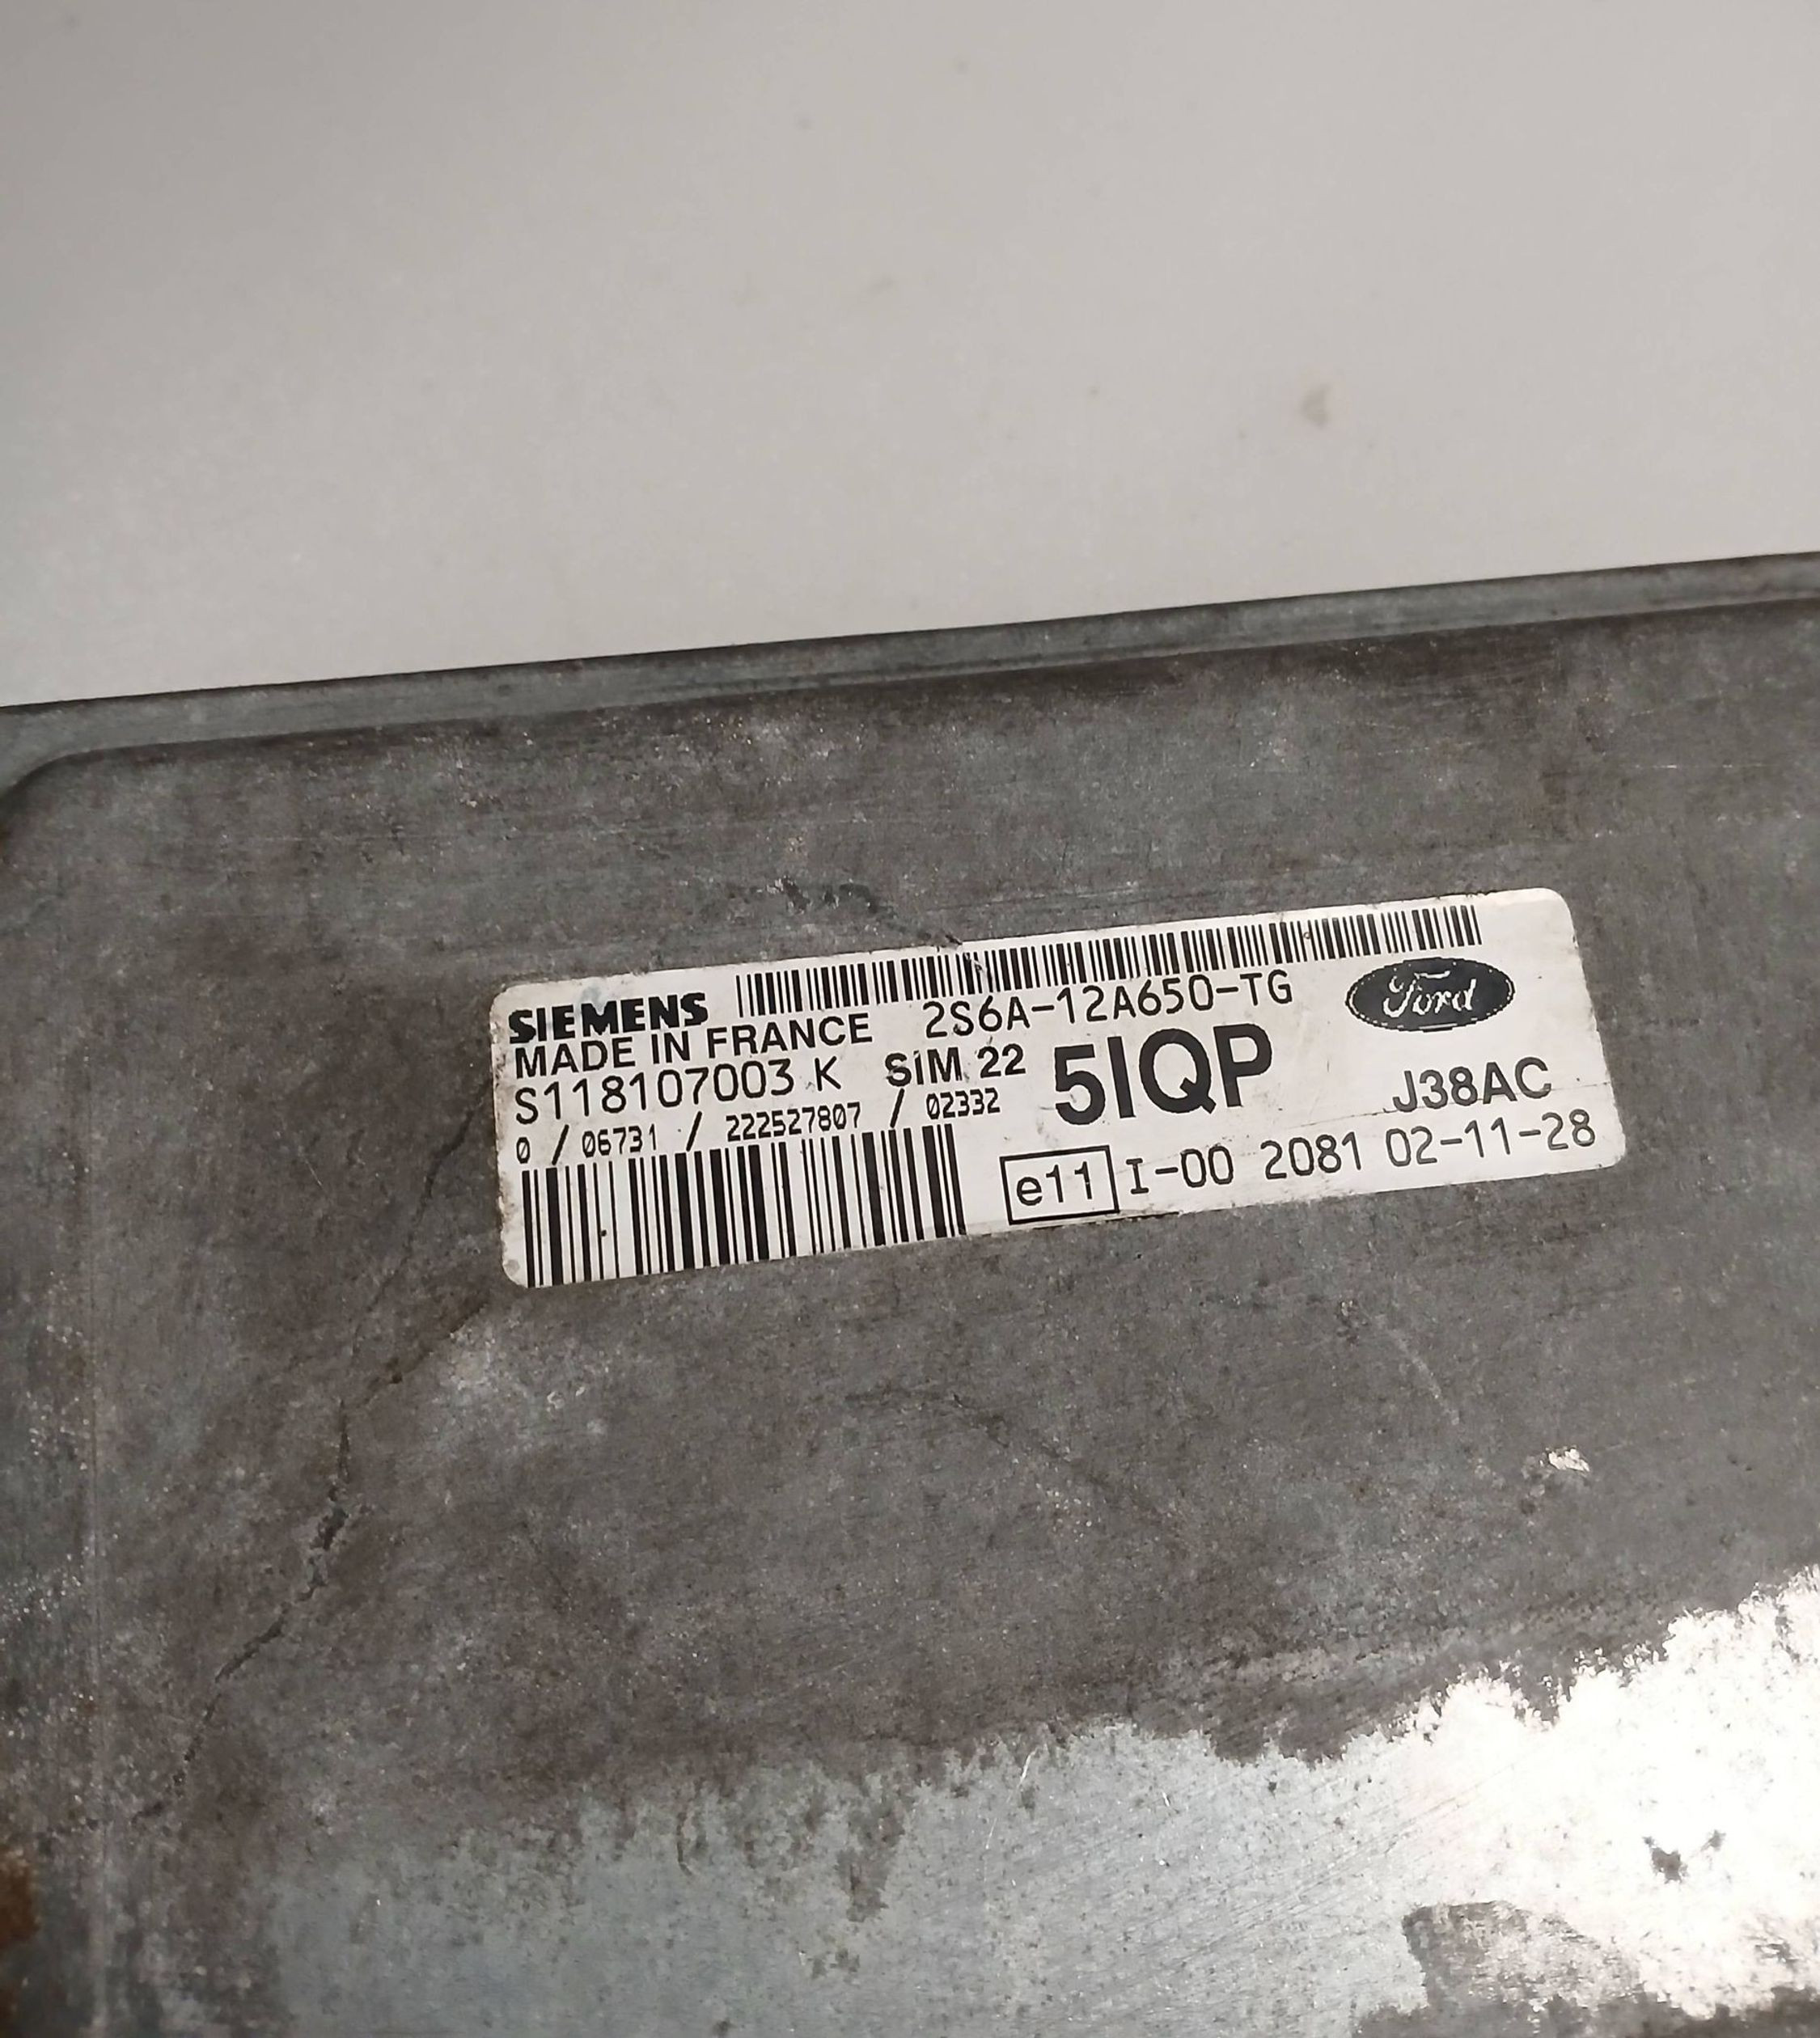 SIEMENS 2S6A-12A650-TG Ford
MADE IN FRANCE
S118107003 K SIM 22 5IQP J38AC
0 / 06731 / 222527807 / 02332
e11 I-00 2081 02-11-28